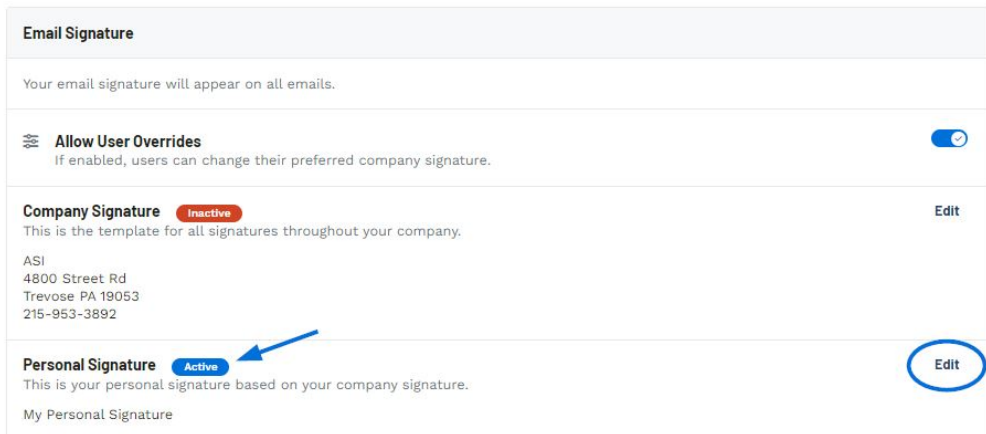 Email Signature
Your email signature will appear on all emails.
Allow User Overrides
If enabled, users can change their preferred company signature.
Company Signature Inactive Edit
This is the template for all signatures throughout your company.
ASI
4800 Street Rd
Trevose PA 19053
215-953-3892
Personal Signature Active Edit
This is your personal signature based on your company signature.
My Personal Signature